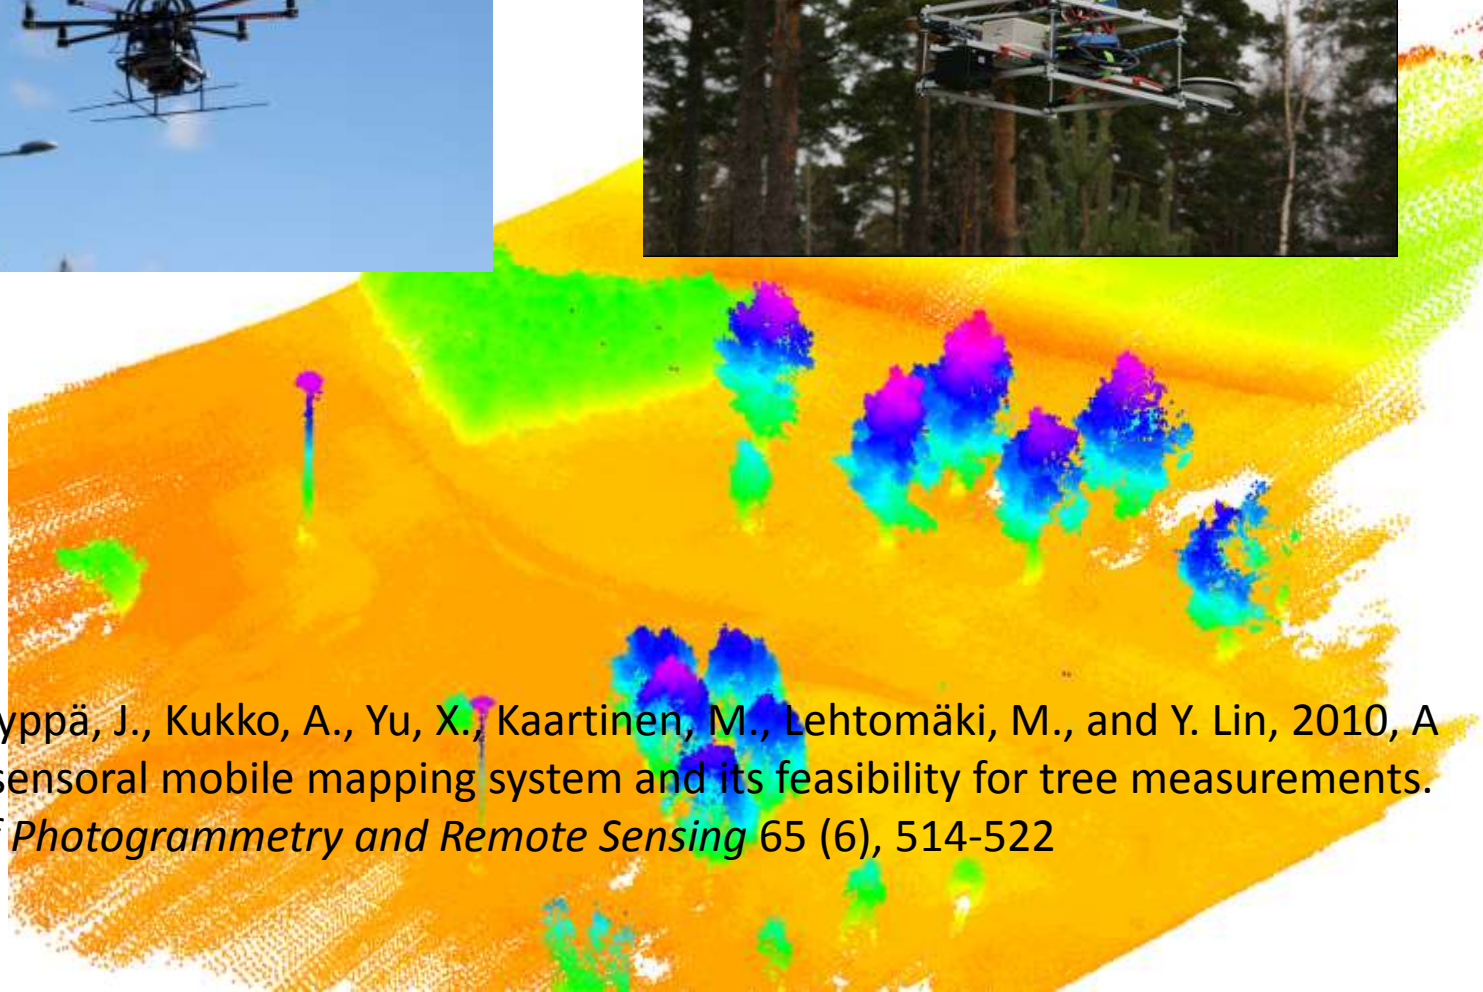 yppä, J., Kukko, A., Yu, X., Kaartinen, M., Lehtomäki, M., and Y. Lin, 2010, A
sensoral mobile mapping system and its feasibility for tree measurements.
Photogrammetry and Remote Sensing 65 (6), 514-522